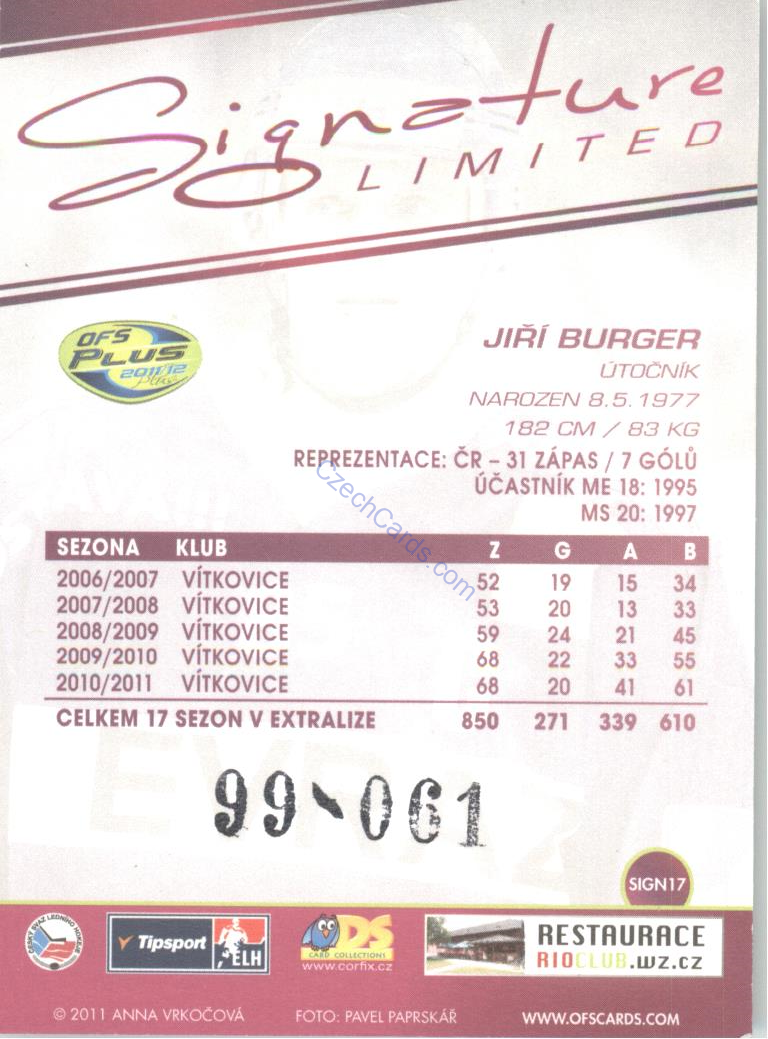 Signature
LIMITED
OFS
PLUS
2011/12
JIŘÍ BURGER
ÚTOČNÍK
NAROZEN 8.5.1977
182 CM / 83 KG
REPREZENTACE: ČR – 31 ZÁPAS / 7 GÓLŮ
ÚČASTNÍK ME 18: 1995
MS 20: 1997
CzechCards.com
SEZONA KLUB Z G A B
2006/2007 VÍTKOVICE 52 19 15 34
2007/2008 VÍTKOVICE 53 20 13 33
2008/2009 VÍTKOVICE 59 24 21 45
2009/2010 VÍTKOVICE 68 22 33 55
2010/2011 VÍTKOVICE 68 20 41 61
CELKEM 17 SEZON V EXTRALIZE 850 271 339 610
99-061
SIGN17
ČESKÝ SVAZ LEDNÍHO HOKEJE
Tipsport
ELH
DS
CARD COLLECTIONS
www.corfix.cz
RESTAURACE
RIOCLUB.wz.cz
© 2011 ANNA VRKOČOVÁ
FOTO: PAVEL PAPRSKÁŘ
WWW.OFSCARDS.COM